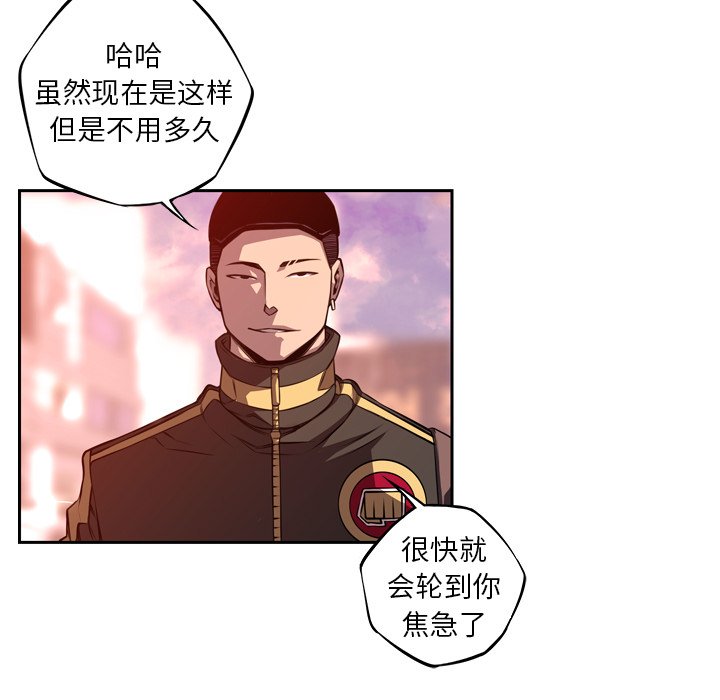 哈哈
虽然现在是这样
但是不用多久
很快就
会轮到你
焦急了